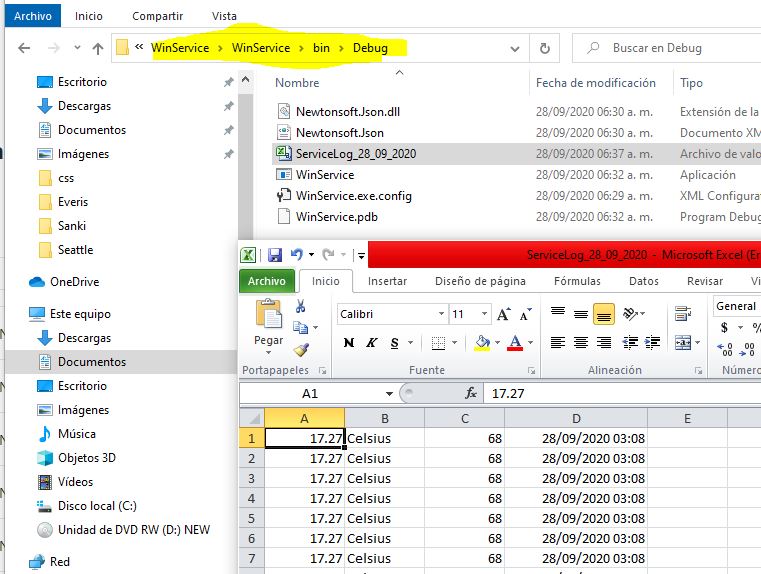 Archivo Inicio Compartir Vista
« WinService › WinService › bin › Debug Buscar en Debug
Nombre Fecha de modificación Tipo
Escritorio
Descargas
Documentos
Imágenes
css
Everis
Sanki
Seattle
OneDrive
Este equipo
Descargas
Documentos
Escritorio
Imágenes
Música
Objetos 3D
Vídeos
Disco local (C:)
Unidad de DVD RW (D:) NEW
Red
Newtonsoft.Json.dll 28/09/2020 06:30 a. m. Extensión de la
Newtonsoft.Json 28/09/2020 06:30 a. m. Documento XM
ServiceLog_28_09_2020 28/09/2020 06:37 a. m. Archivo de valo
WinService 28/09/2020 06:32 a. m. Aplicación
WinService.exe.config 28/09/2020 06:29 a. m. XML Configurat
WinService.pdb 28/09/2020 06:32 a. m. Program Debug
ServiceLog_28_09_2020 - Microsoft Excel (Er
Archivo Inicio Insertar Diseño de página Fórmulas Datos Revisar Vi
Pegar
Calibri 11 A A General
N K S A $ %
Portapapeles Fuente Alineación Número
A1 fx 17.27
A B C D E
1 17.27 Celsius 68 28/09/2020 03:08
2 17.27 Celsius 68 28/09/2020 03:08
3 17.27 Celsius 68 28/09/2020 03:08
4 17.27 Celsius 68 28/09/2020 03:08
5 17.27 Celsius 68 28/09/2020 03:08
6 17.27 Celsius 68 28/09/2020 03:08
7 17.27 Celsius 68 28/09/2020 03:08